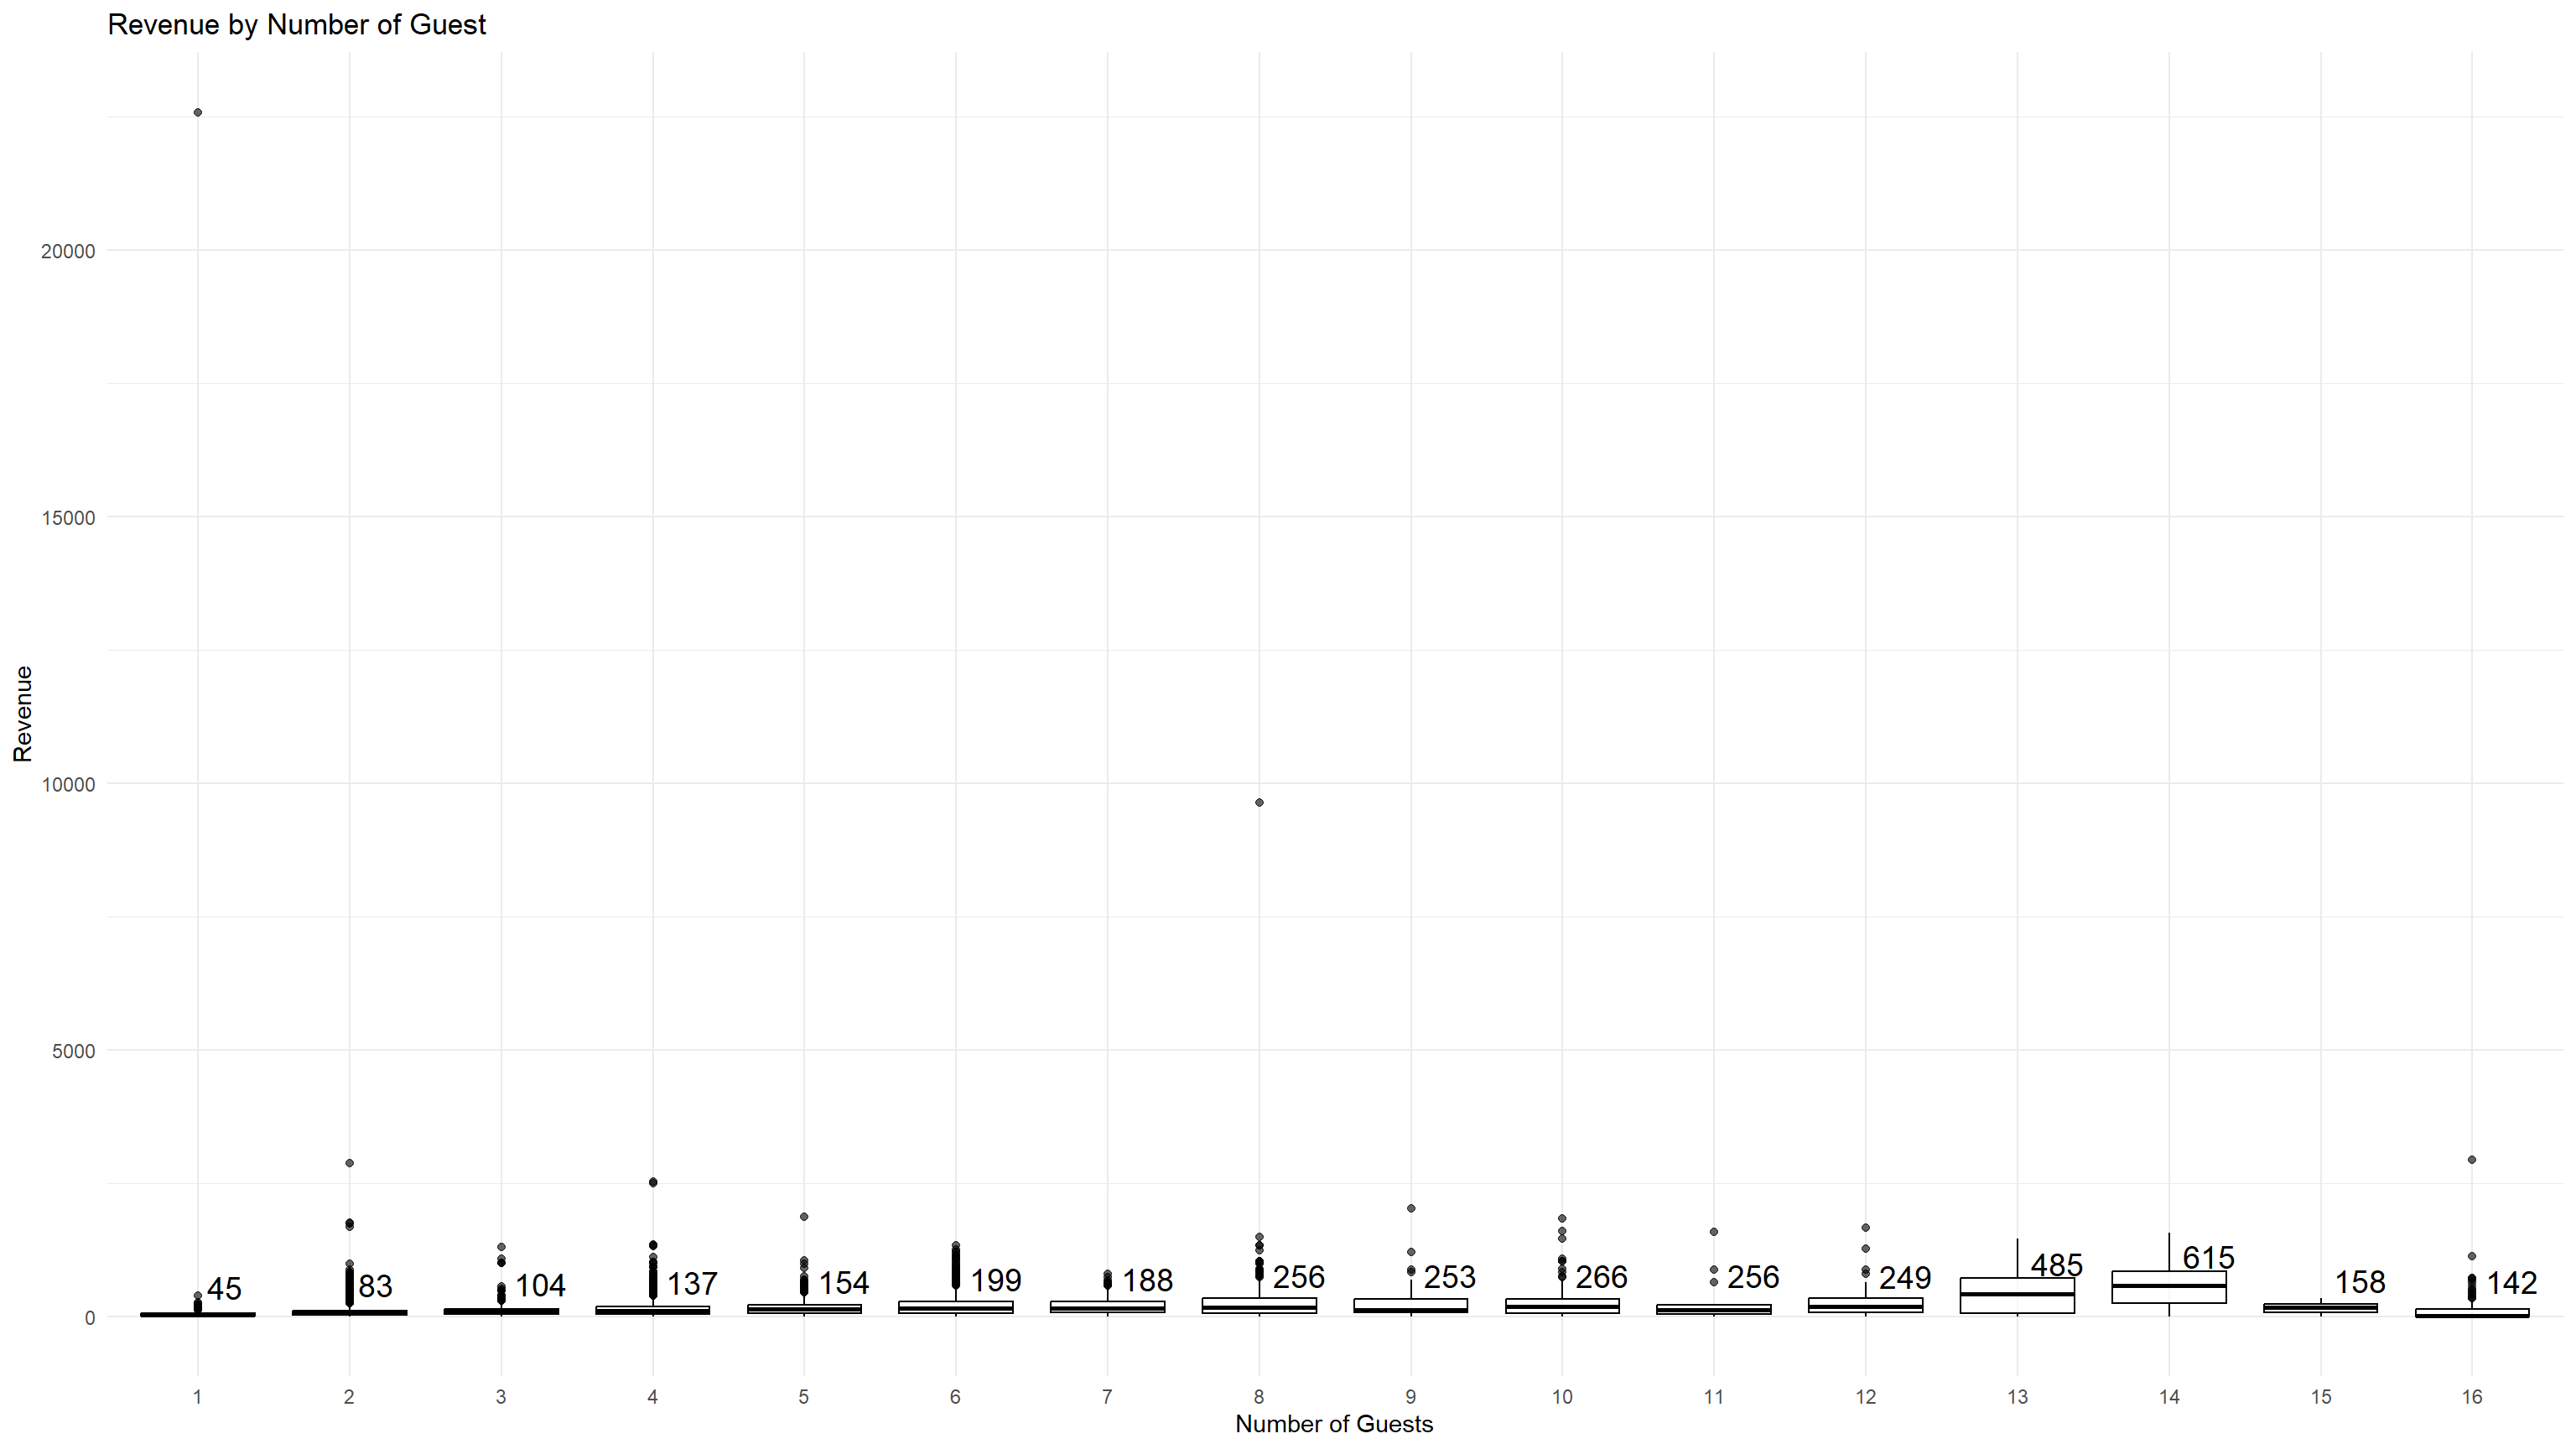 Revenue by Number of Guest
20000
15000
10000
5000
0
Revenue
45 83 104 137 154 199 188 256 253 266 256 249 485 615 158 142
1 2 3 4 5 6 7 8 9 10 11 12 13 14 15 16
Number of Guests